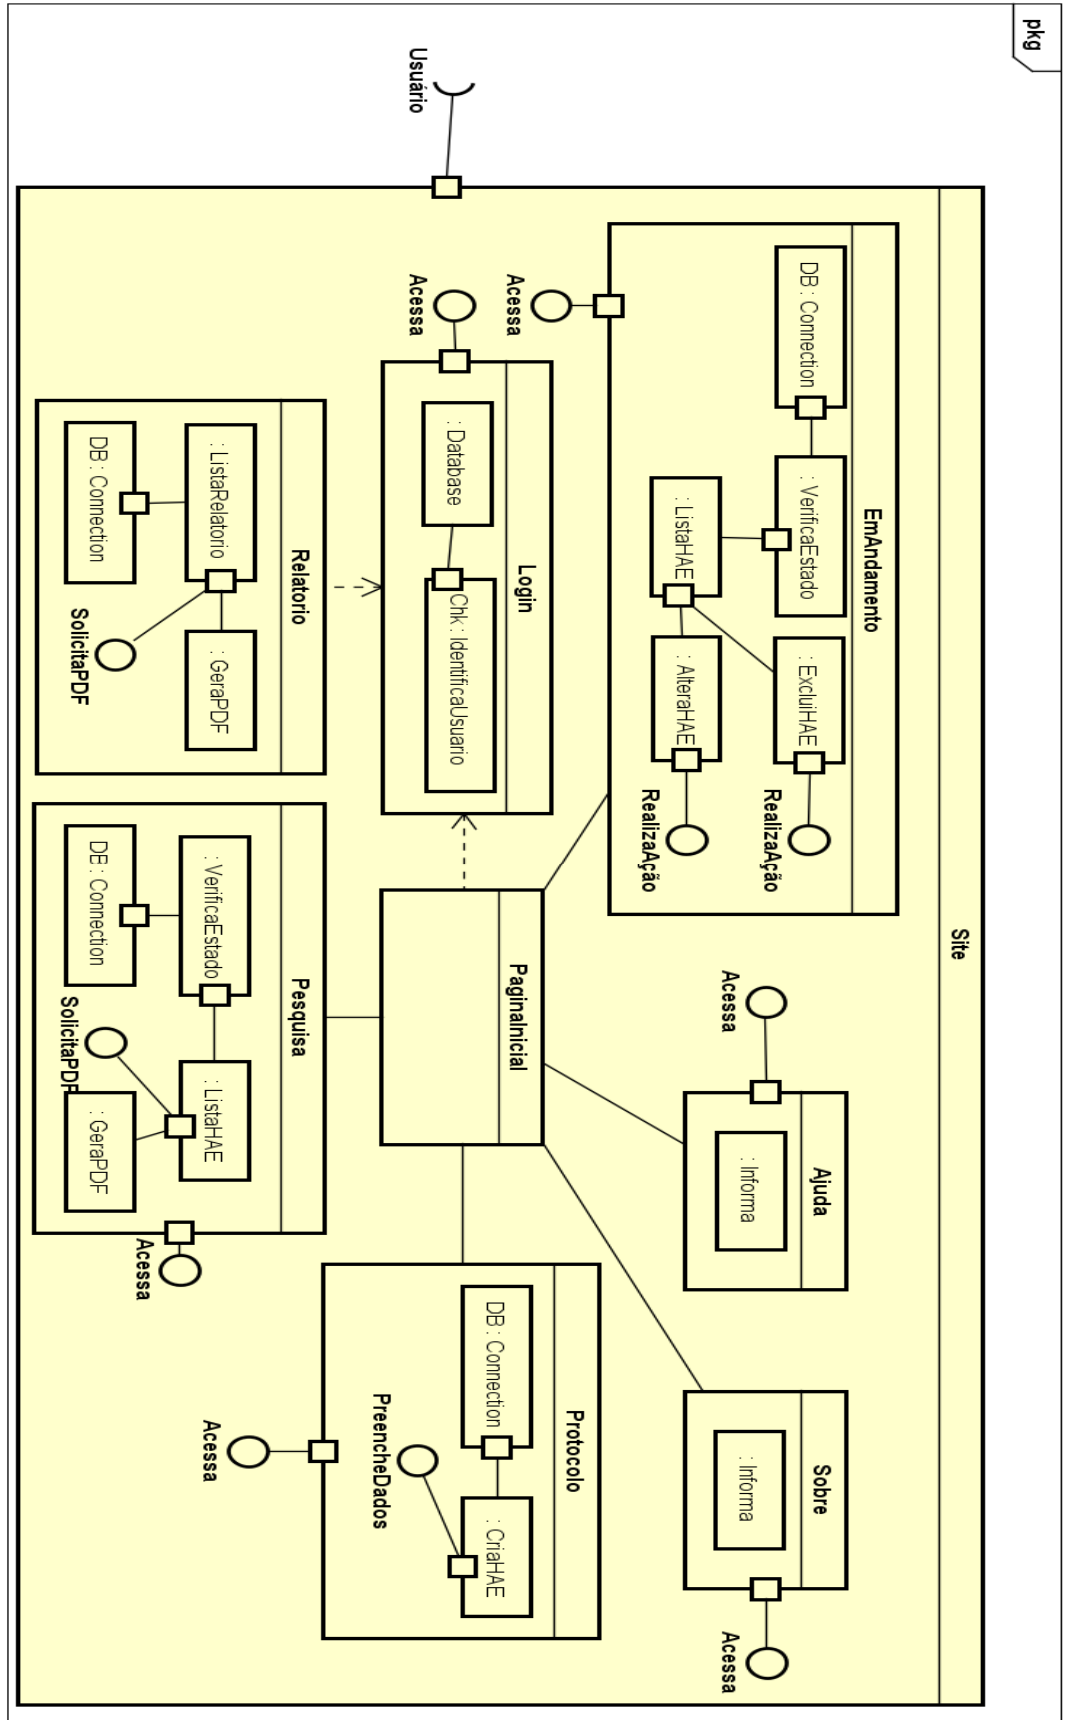 pkg
Site
Usuário
EmAndamento
DB : Connection
: VerificaEstado
: ExcluiHAE
RealizaAção
: ListaHAE
: AlteraHAE
RealizaAção
Acessa
Login
: Database
Chk : IdentificaUsuario
Acessa
Relatorio
: ListaRelatorio
: GeraPDF
DB : Connection
SolicitaPDF
PaginaInicial
Ajuda
: Informa
Acessa
Sobre
: Informa
Acessa
Pesquisa
: VerificaEstado
: ListaHAE
DB : Connection
SolicitaPDF
: GeraPDF
Acessa
Protocolo
DB : Connection
: CriaHAE
PreencheDados
Acessa